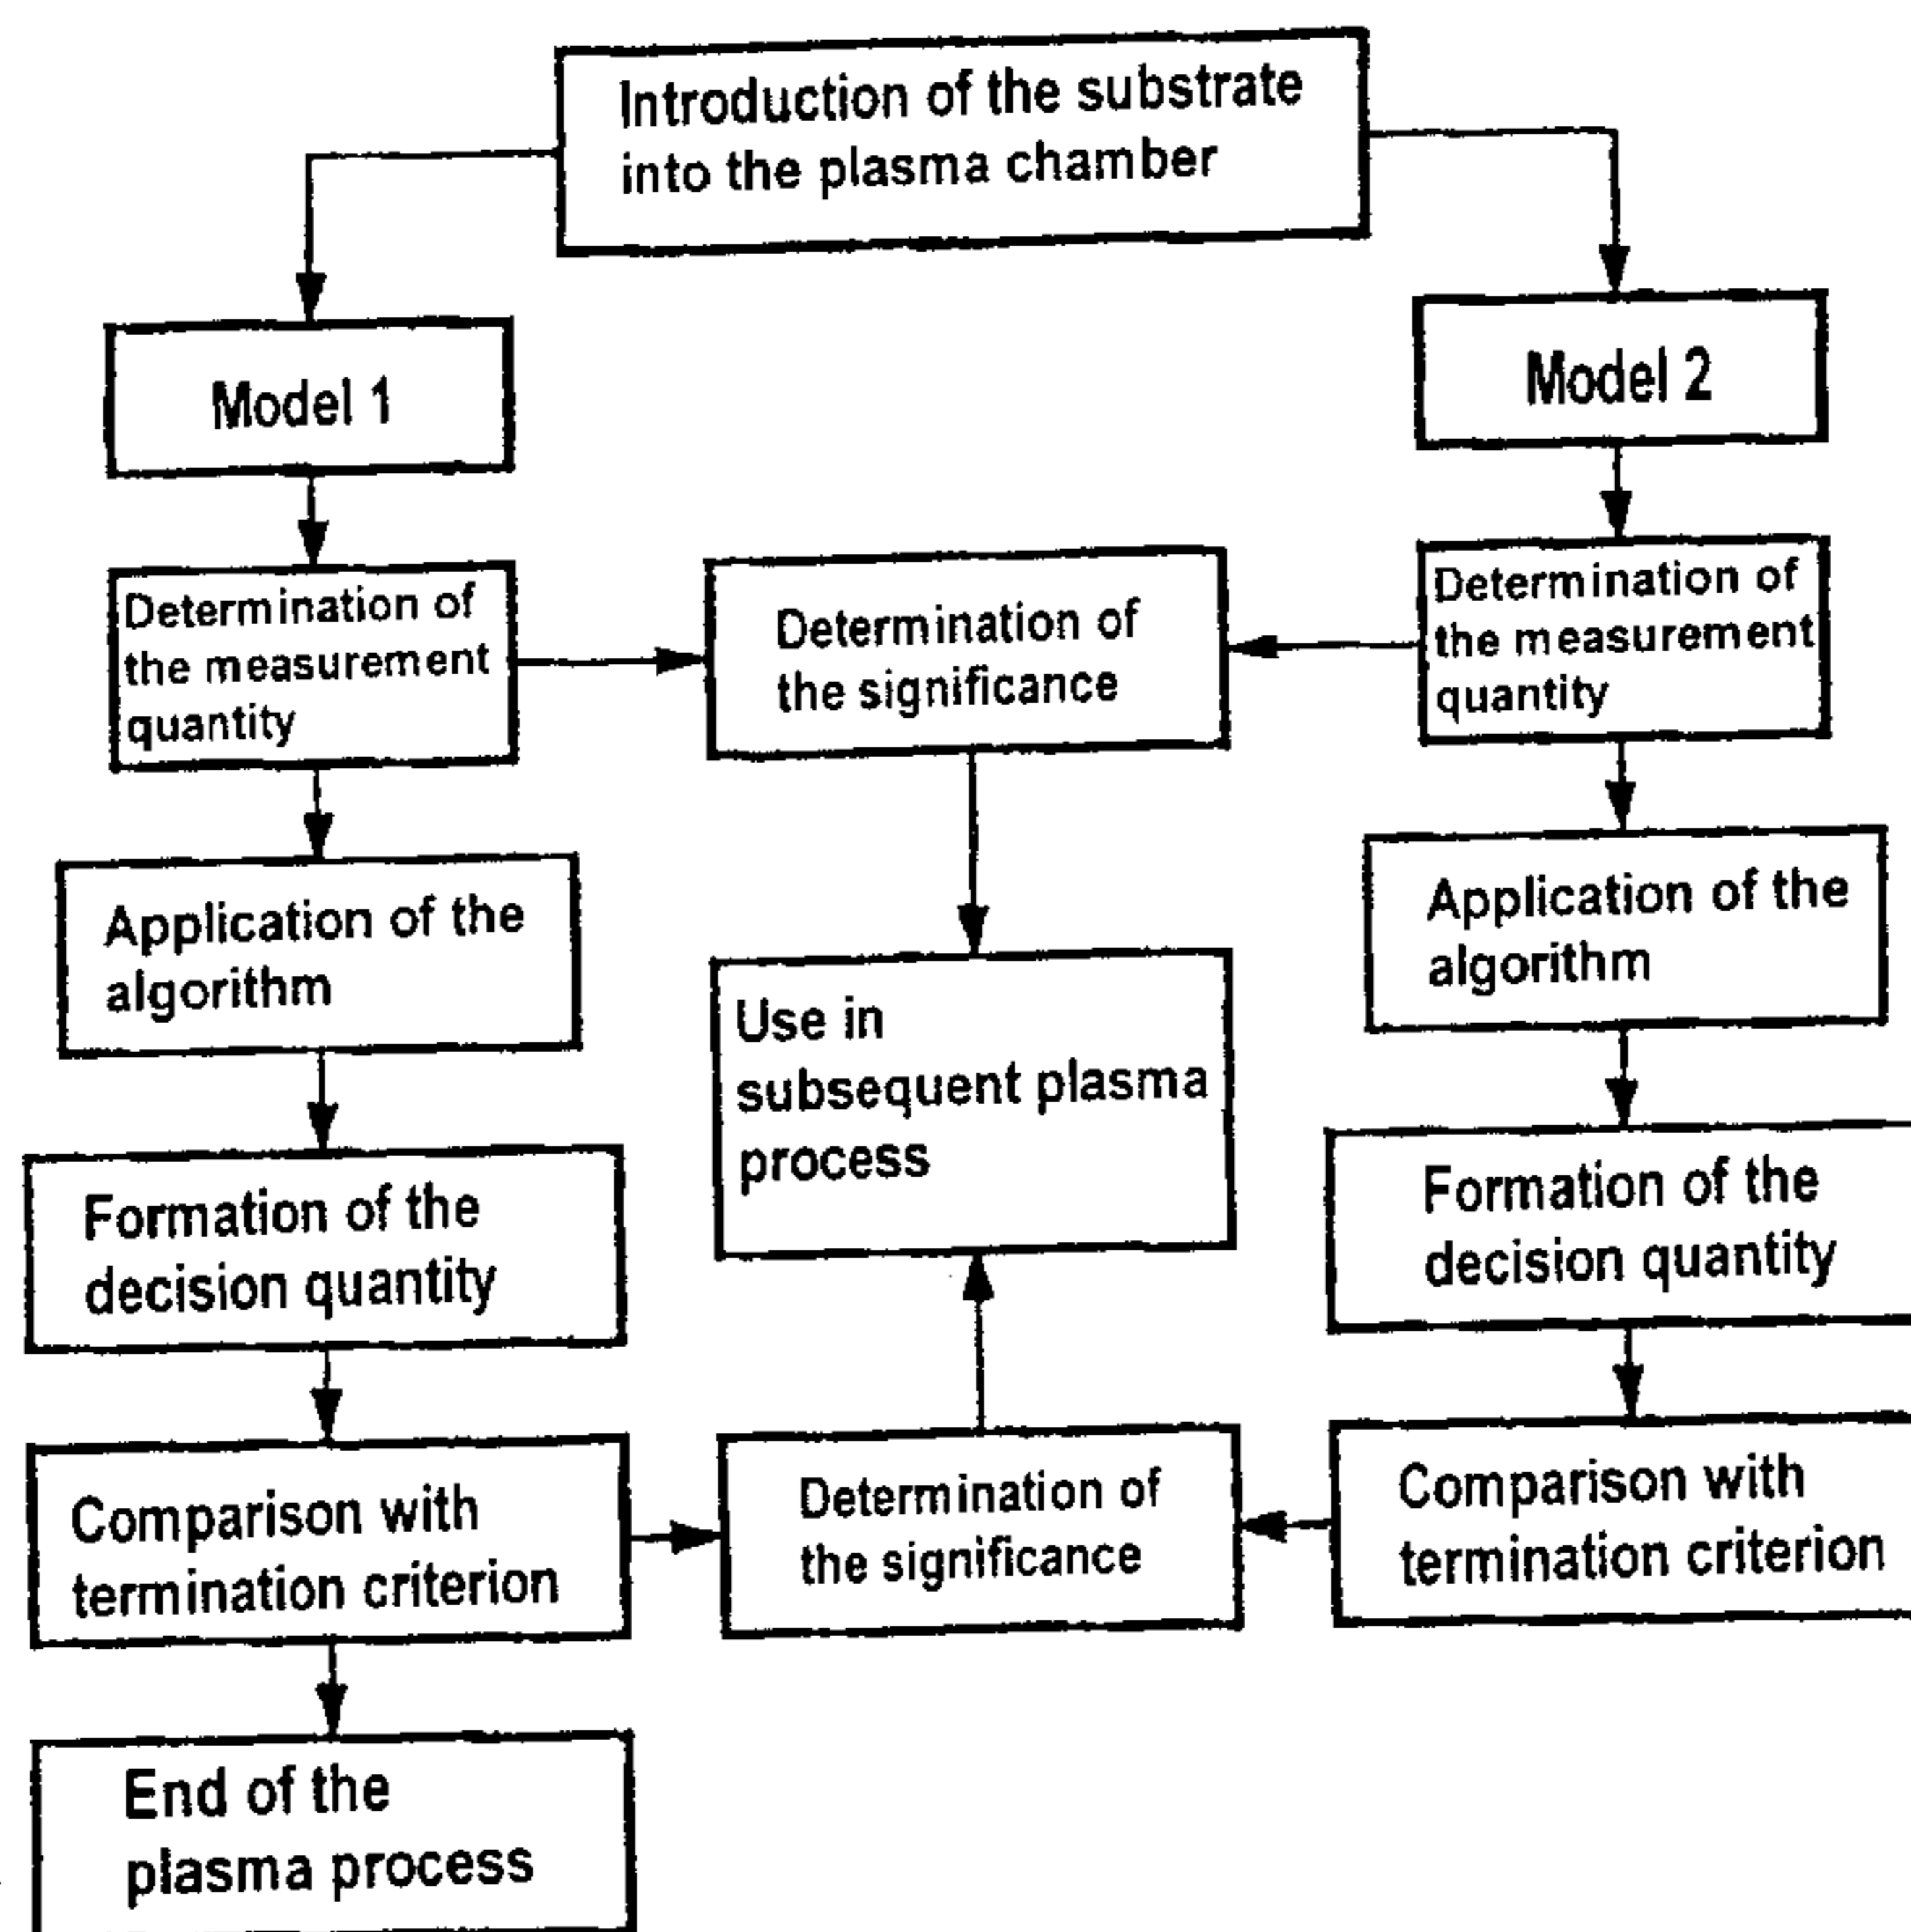 Introduction of the substrate
into the plasma chamber
Model 1
Model 2
Determination of
the measurement
quantity
Determination of
the significance
Determination of
the measurement
quantity
Application of the
algorithm
Application of the
algorithm
Use in
subsequent plasma
process
Formation of the
decision quantity
Formation of the
decision quantity
Comparison with
termination criterion
Determination of
the significance
Comparison with
termination criterion
End of the
plasma process